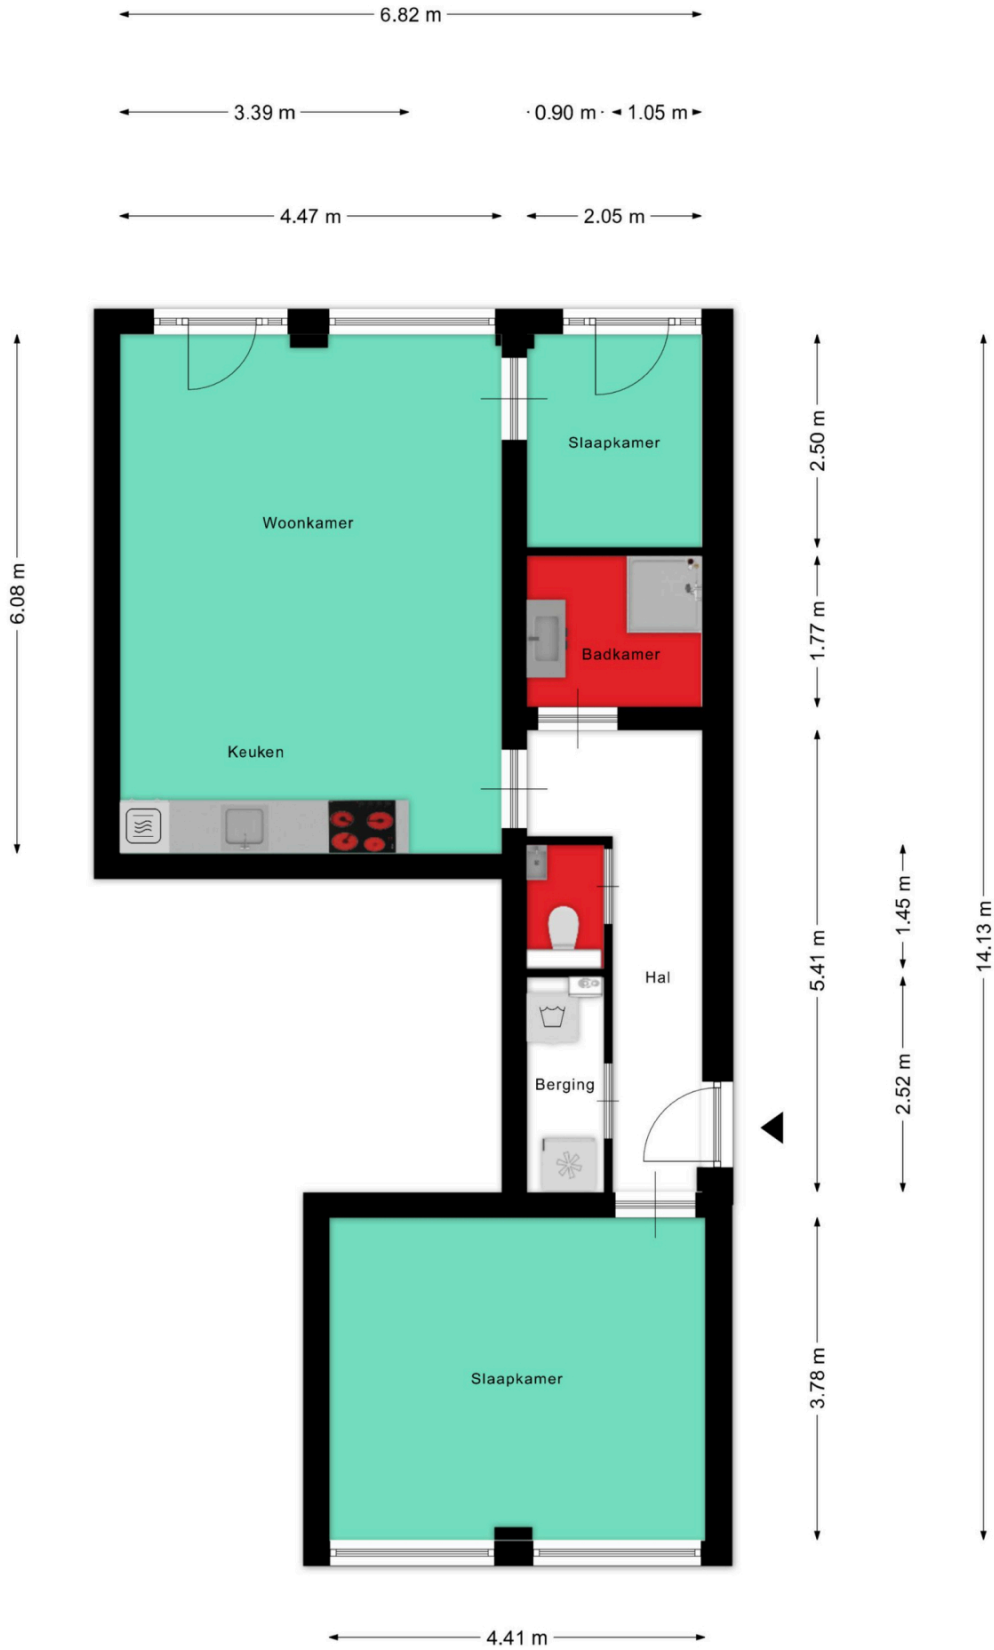 6.82 m
3.39 m
0.90 m
1.05 m
4.47 m
2.05 m
Slaapkamer
2.50 m
Woonkamer
6.08 m
1.77 m
Badkamer
Keuken
1.45 m
5.41 m
14.13 m
Hal
2.52 m
Berging
3.78 m
Slaapkamer
4.41 m